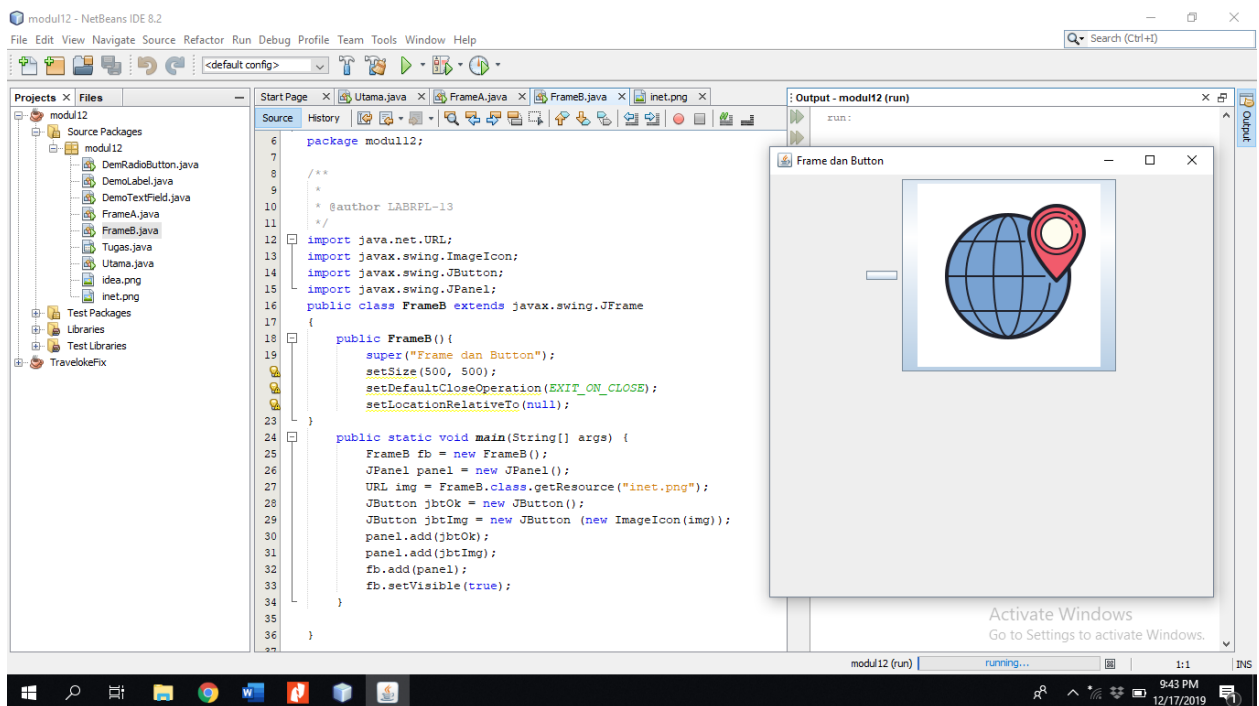 modul12 - NetBeans IDE 8.2
File Edit View Navigate Source Refactor Run Debug Profile Team Tools Window Help
Search (Ctrl+I)
<default config>
Projects Files
Start Page Utama.java FrameA.java FrameB.java inet.png
Output - modul12 (run)
Source History
modul12
Source Packages
modul12
DemRadioButton.java
DemoLabel.java
DemoTextField.java
FrameA.java
FrameB.java
Tugas.java
Utama.java
idea.png
inet.png
Test Packages
Libraries
Test Libraries
TravelokeFix
6 package modul12;
7
8 /**
9 *
10 * @author LABRPL-13
11 */
12 import java.net.URL;
13 import javax.swing.ImageIcon;
14 import javax.swing.JButton;
15 import javax.swing.JPanel;
16 public class FrameB extends javax.swing.JFrame
17 {
18 public FrameB(){
19 super("Frame dan Button");
setSize(500, 500);
setDefaultCloseOperation(EXIT_ON_CLOSE);
setLocationRelativeTo(null);
23 }
24 public static void main(String[] args) {
25 FrameB fb = new FrameB();
26 JPanel panel = new JPanel();
27 URL img = FrameB.class.getResource("inet.png");
28 JButton jbtOk = new JButton();
29 JButton jbtImg = new JButton (new ImageIcon(img));
30 panel.add(jbtOk);
31 panel.add(jbtImg);
32 fb.add(panel);
33 fb.setVisible(true);
34 }
35
36 }
37
run:
Output
Frame dan Button
Activate Windows
Go to Settings to activate Windows.
modul12 (run) running... 1:1 INS
9:43 PM
12/17/2019